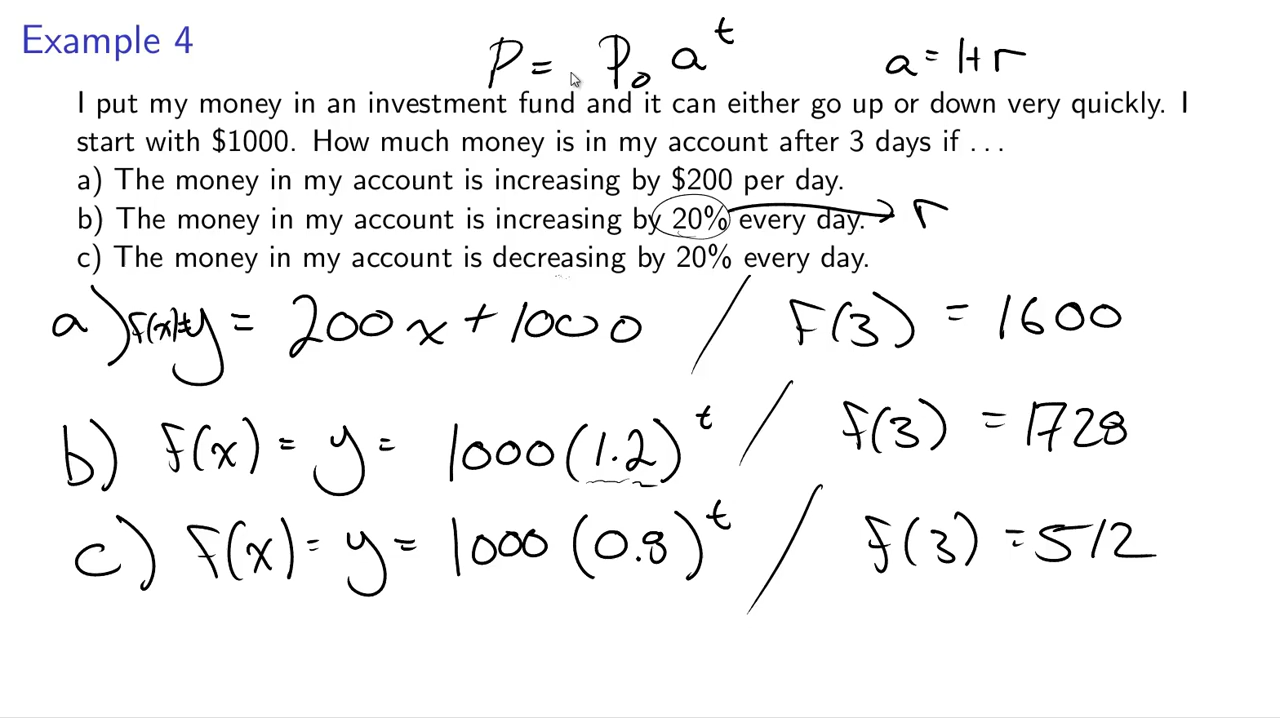 Example 4
P = P₀ aᵗ a = 1+r
I put my money in an investment fund and it can either go up or down very quickly. I
start with $1000. How much money is in my account after 3 days if ...
a) The money in my account is increasing by $200 per day.
b) The money in my account is increasing by 20% every day. → r
c) The money in my account is decreasing by 20% every day.
a) f(x)= y = 200x + 1000 / F(3) = 1600
b) f(x) = y = 1000(1.2)ᵗ / f(3) = 1728
c) f(x) = y = 1000(0.8)ᵗ / f(3) = 512